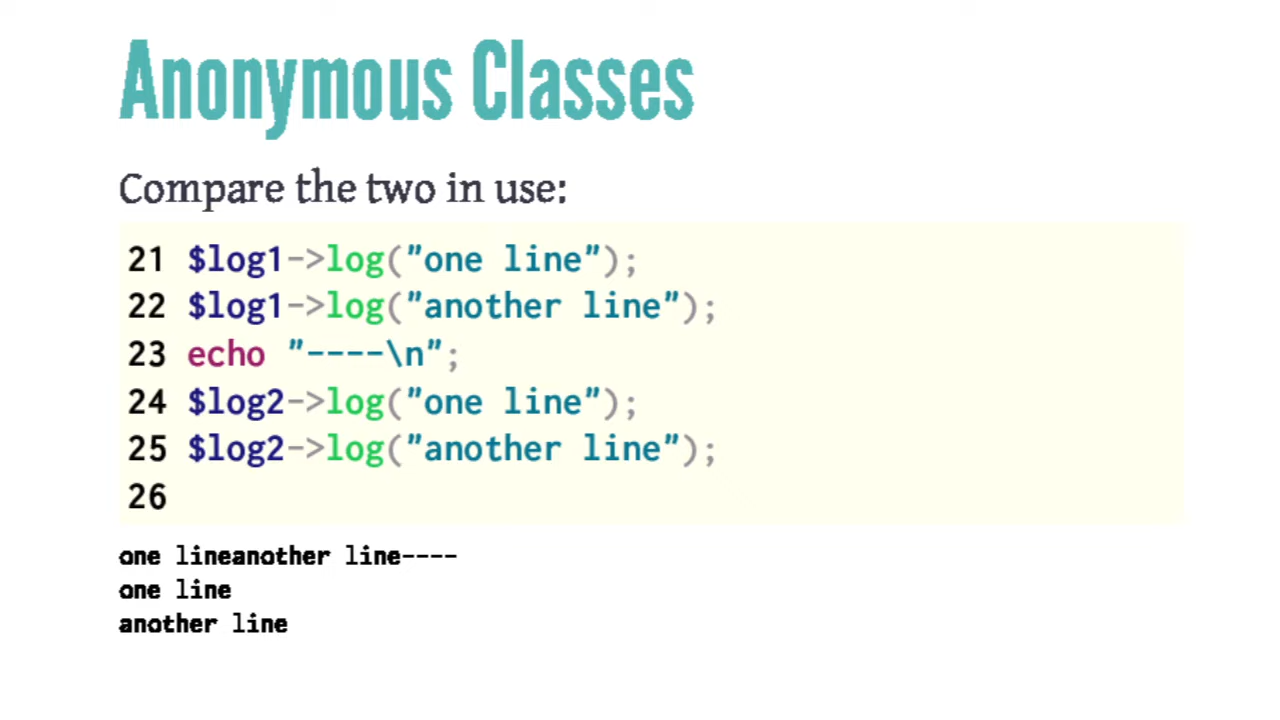 Anonymous Classes
Compare the two in use:
21 $log1->log("one line");
22 $log1->log("another line");
23 echo "----\n";
24 $log2->log("one line");
25 $log2->log("another line");
26
one lineanother line----
one line
another line